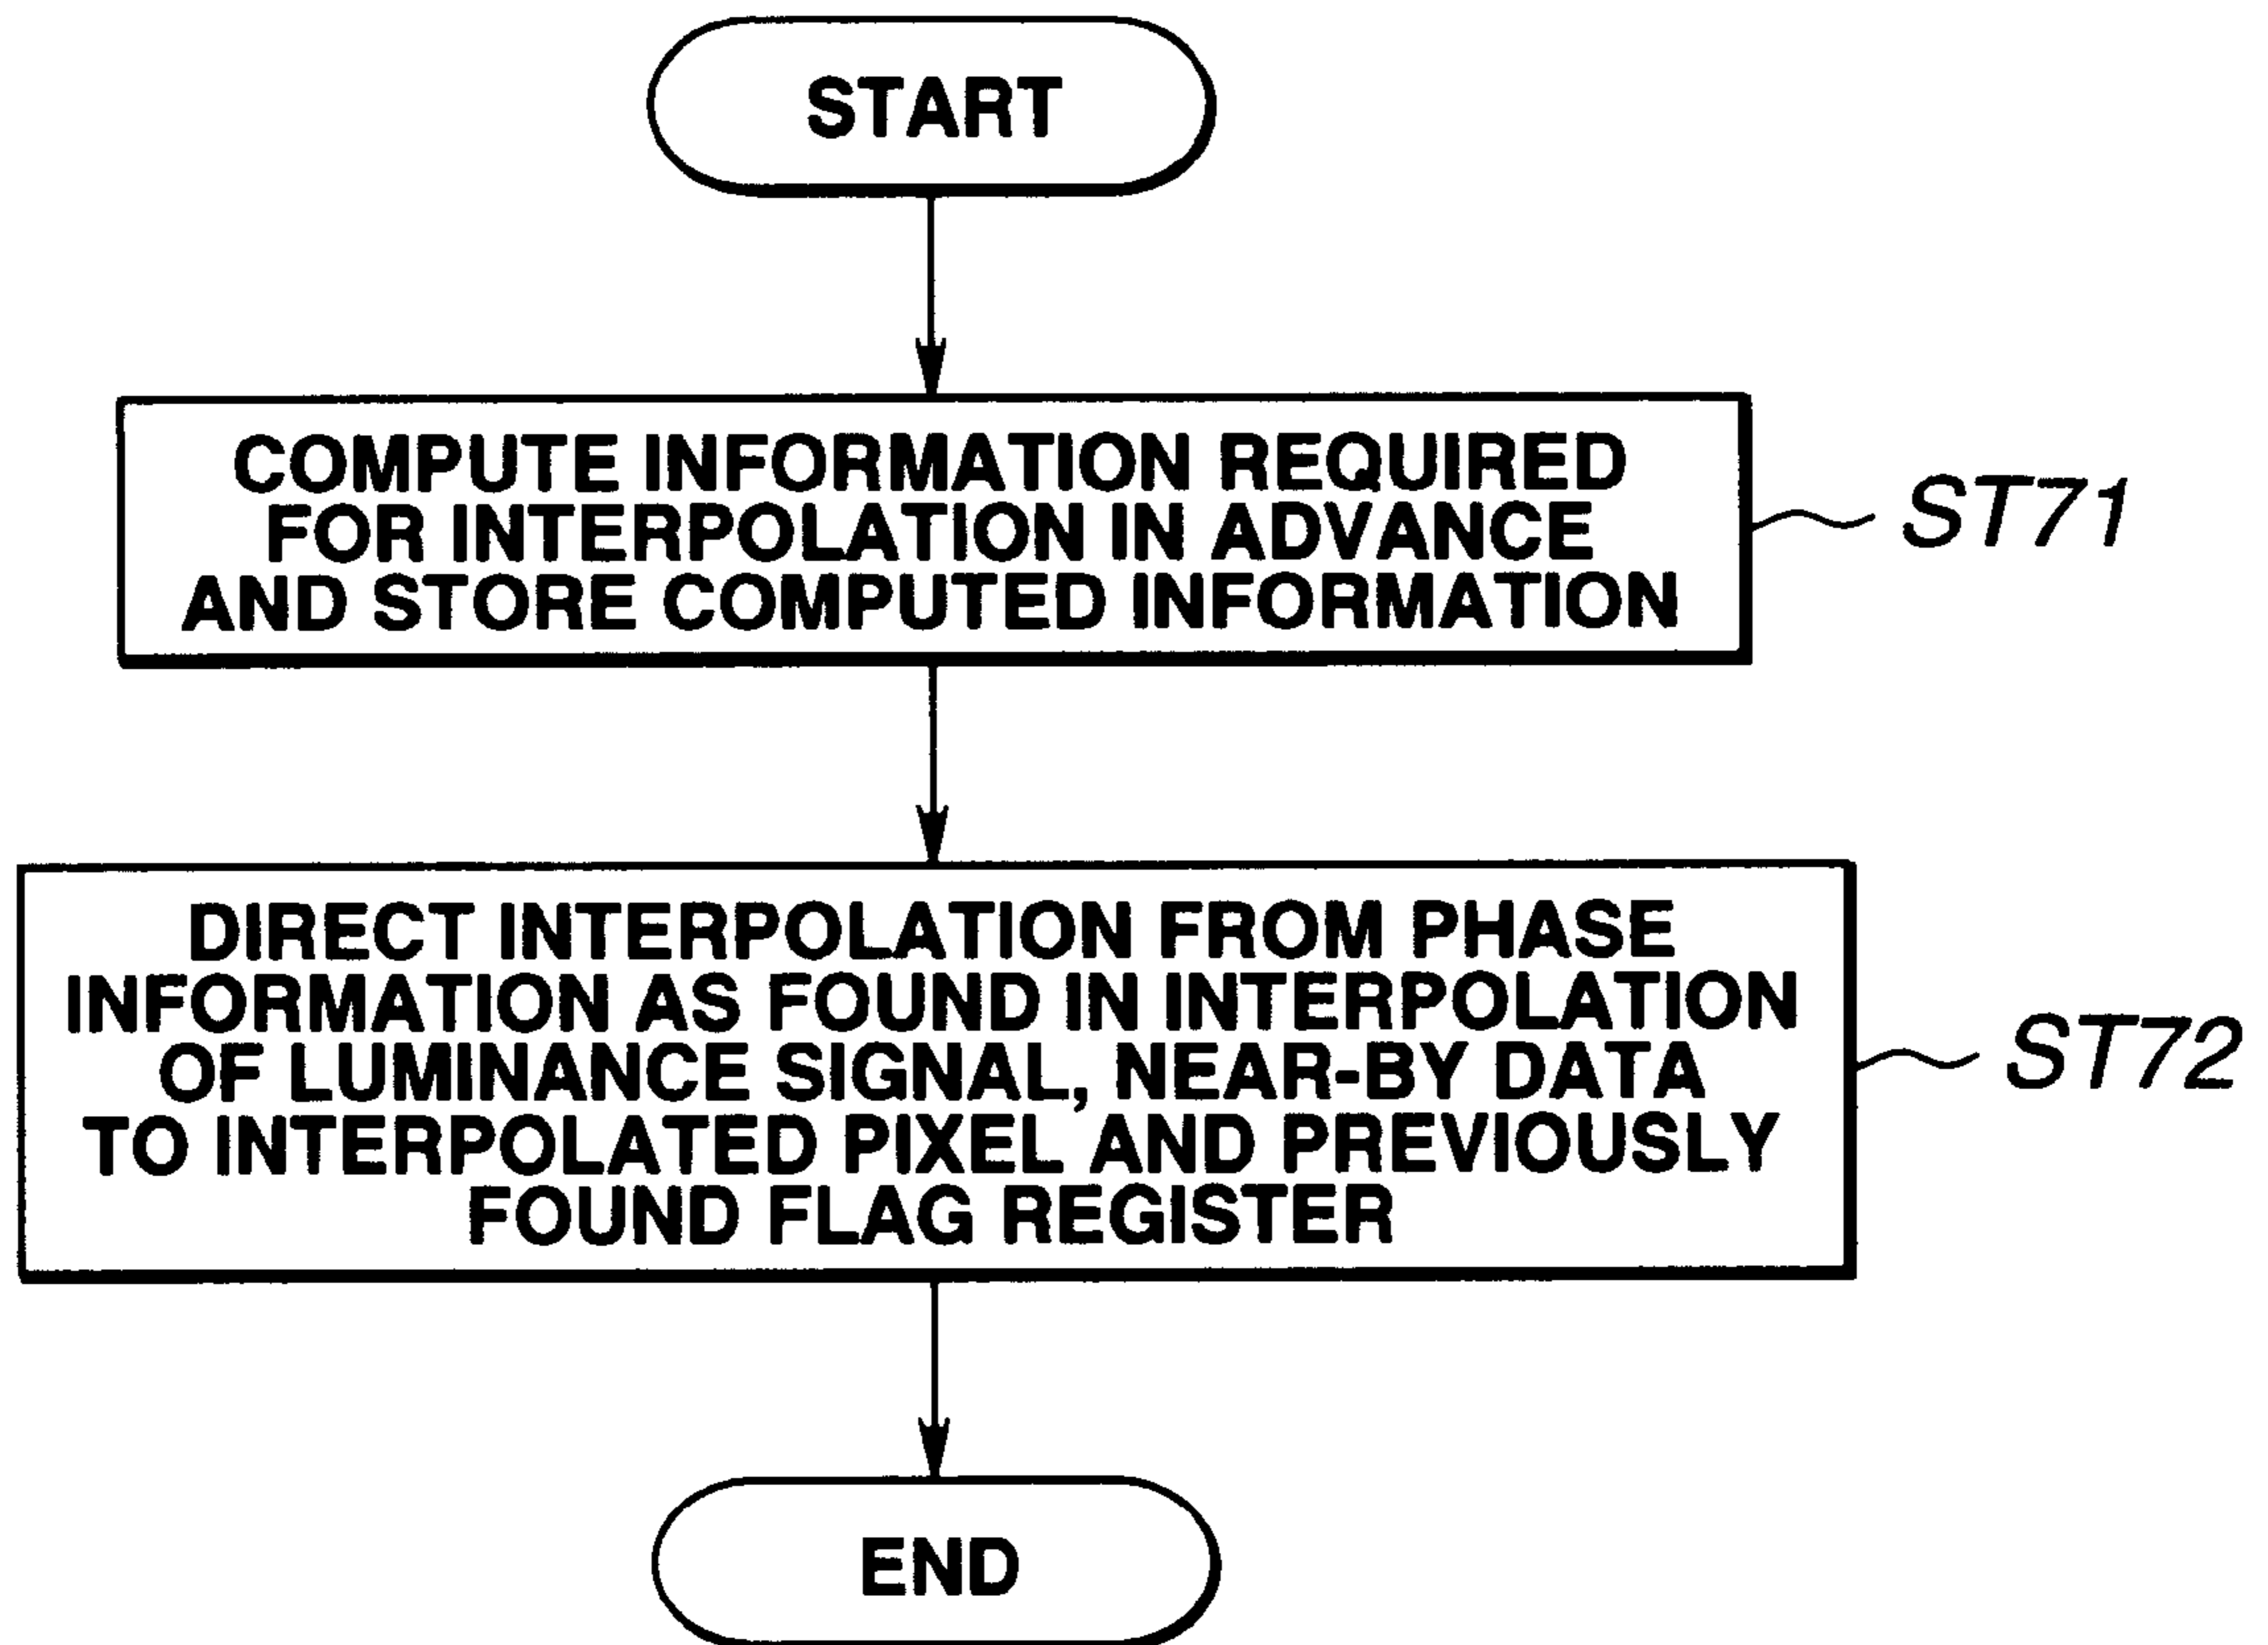 START
COMPUTE INFORMATION REQUIRED
FOR INTERPOLATION IN ADVANCE
AND STORE COMPUTED INFORMATION
ST71
DIRECT INTERPOLATION FROM PHASE
INFORMATION AS FOUND IN INTERPOLATION
OF LUMINANCE SIGNAL, NEAR-BY DATA
TO INTERPOLATED PIXEL AND PREVIOUSLY
FOUND FLAG REGISTER
ST72
END